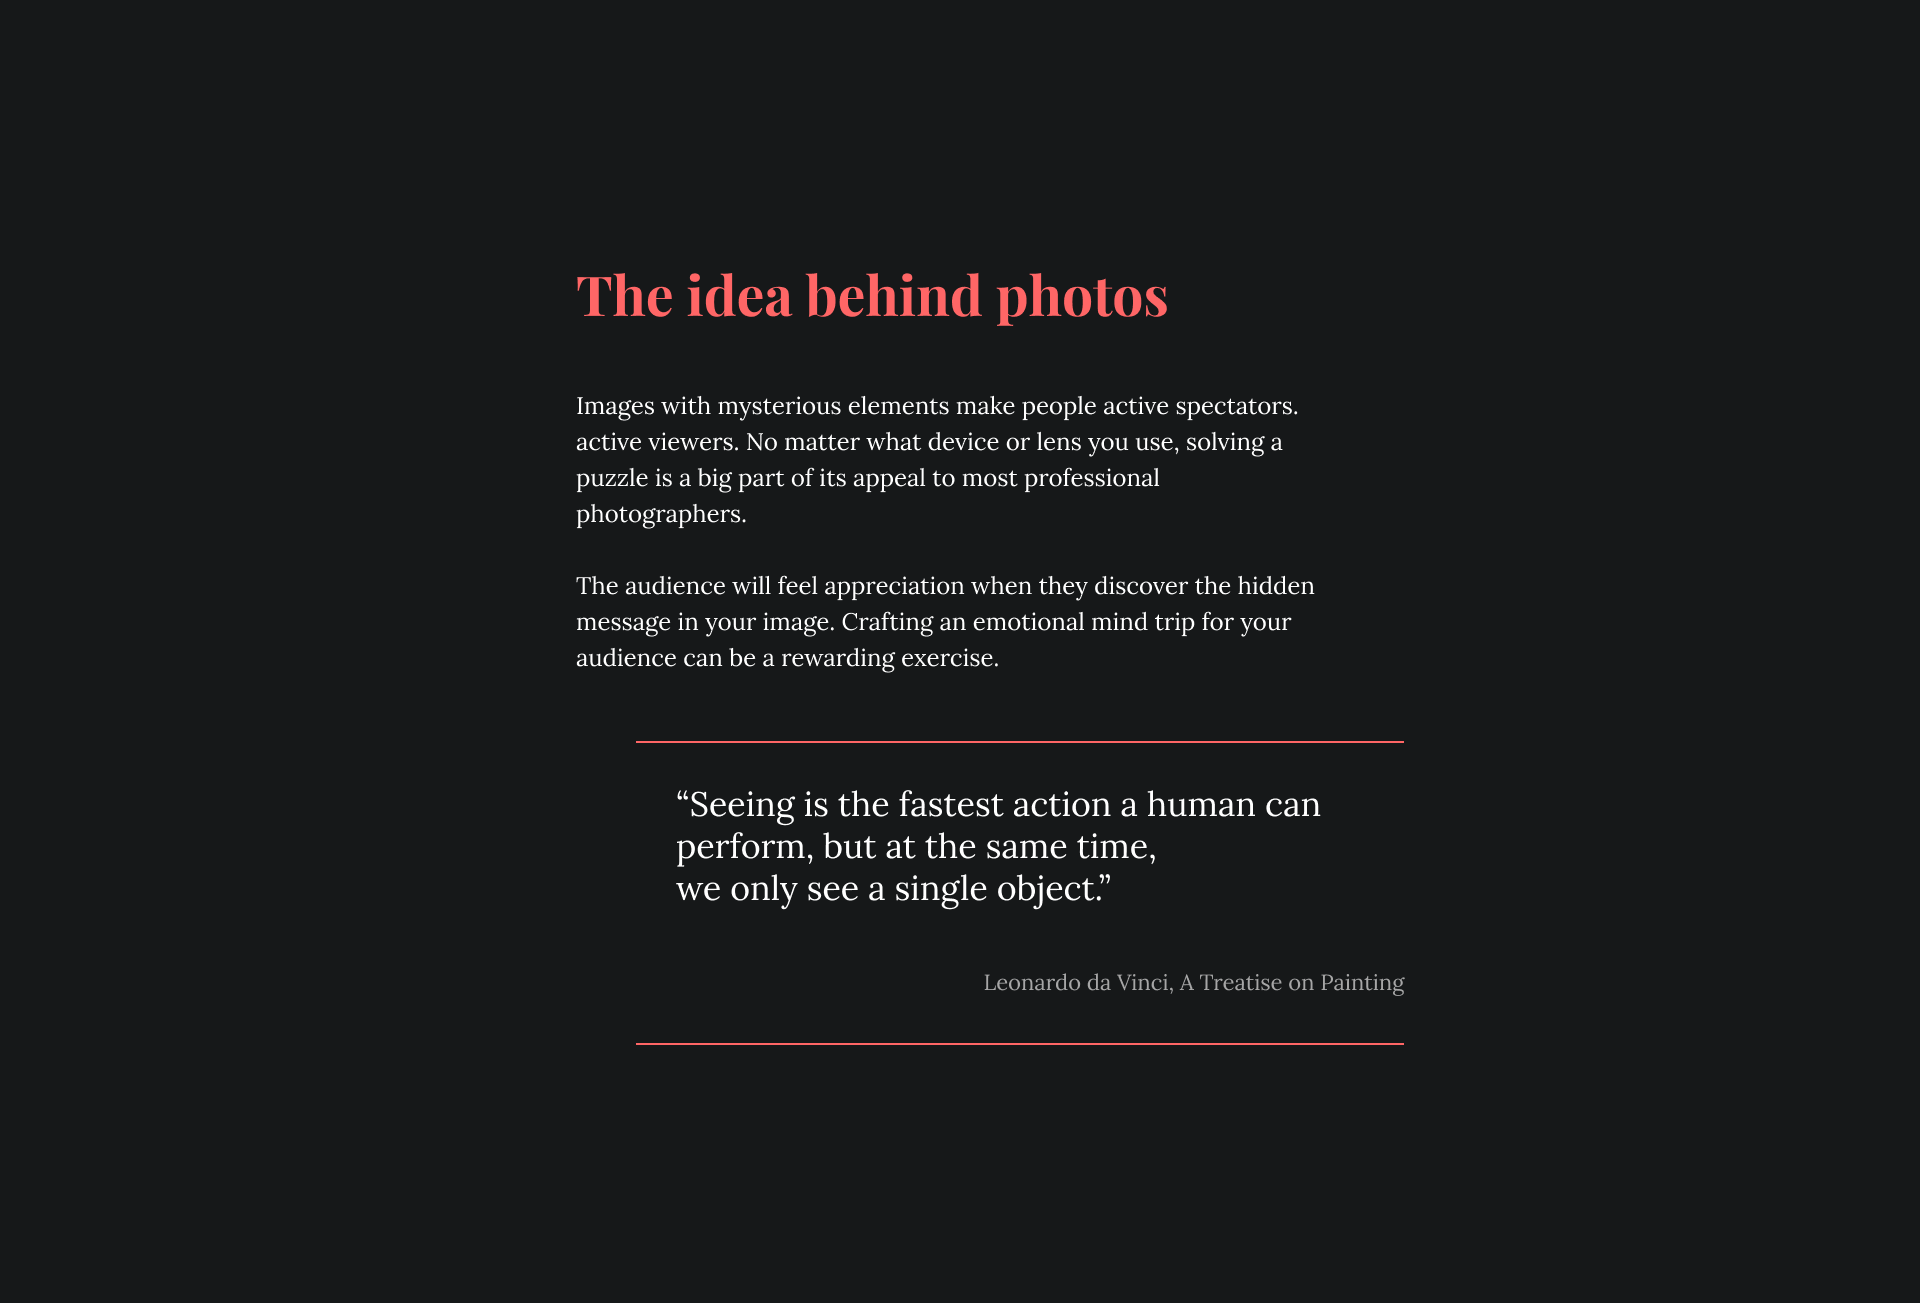 The idea behind photos
Images with mysterious elements make people active spectators.
active viewers. No matter what device or lens you use, solving a
puzzle is a big part of its appeal to most professional
photographers.
The audience will feel appreciation when they discover the hidden
message in your image. Crafting an emotional mind trip for your
audience can be a rewarding exercise.
“Seeing is the fastest action a human can
perform, but at the same time,
we only see a single object.”
Leonardo da Vinci, A Treatise on Painting